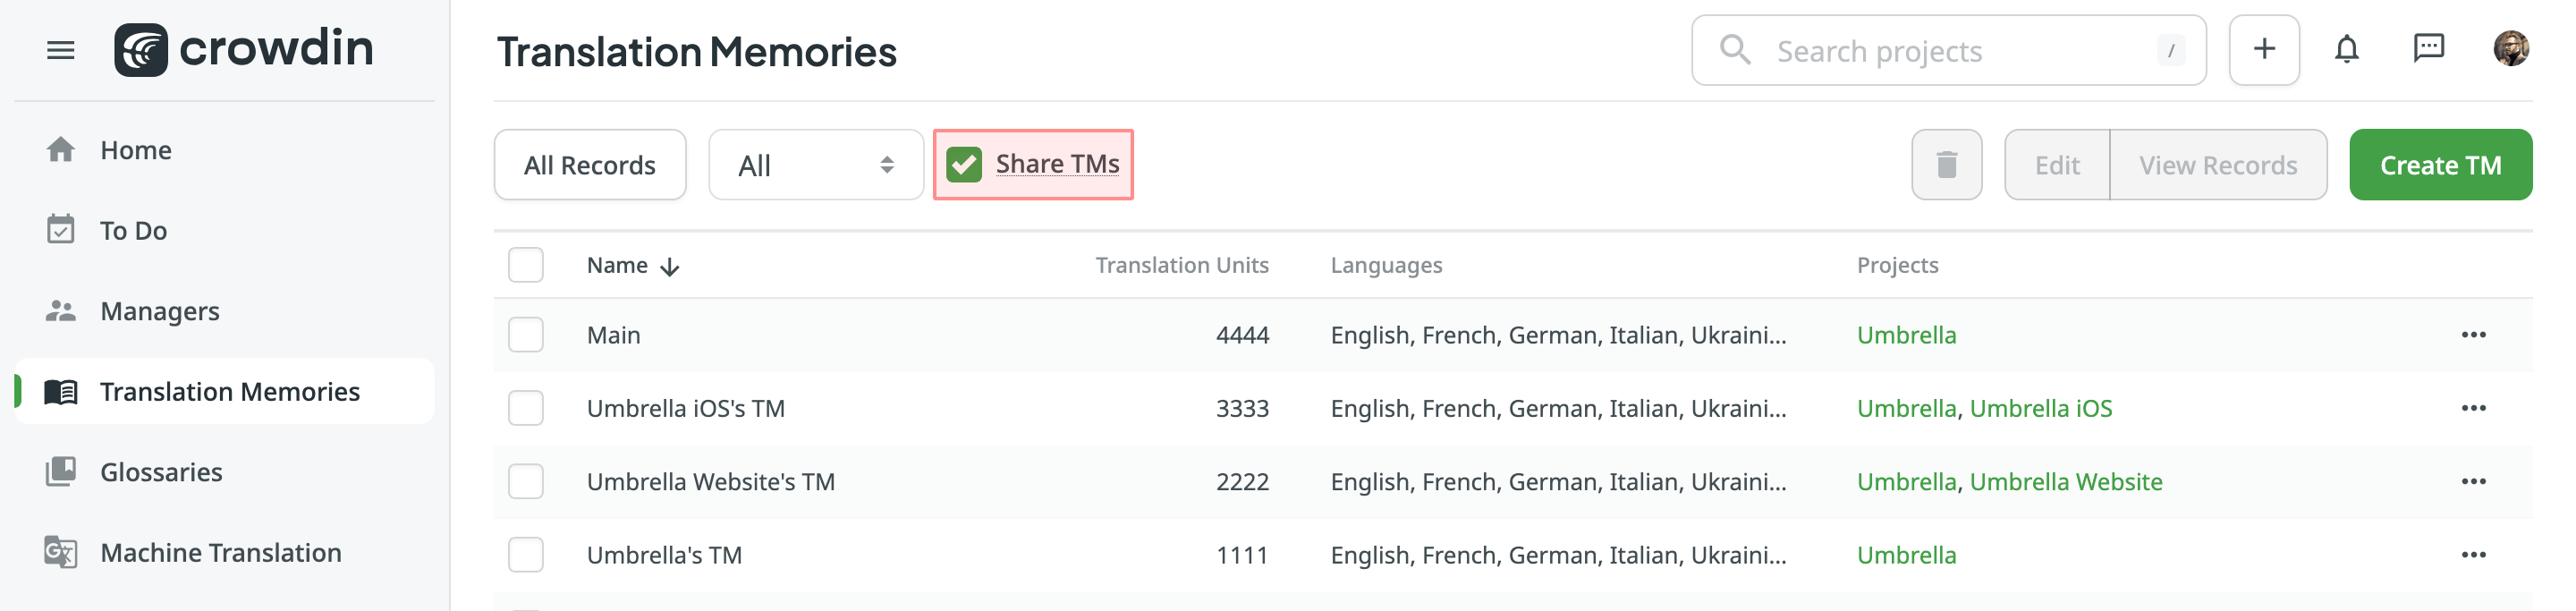 crowdin
Translation Memories
Search projects /
Home
To Do
Managers
Translation Memories
Glossaries
Machine Translation
All Records All Share TMs Edit View Records Create TM
Name Translation Units Languages Projects
Main 4444 English, French, German, Italian, Ukraini... Umbrella
Umbrella iOS's TM 3333 English, French, German, Italian, Ukraini... Umbrella, Umbrella iOS
Umbrella Website's TM 2222 English, French, German, Italian, Ukraini... Umbrella, Umbrella Website
Umbrella's TM 1111 English, French, German, Italian, Ukraini... Umbrella